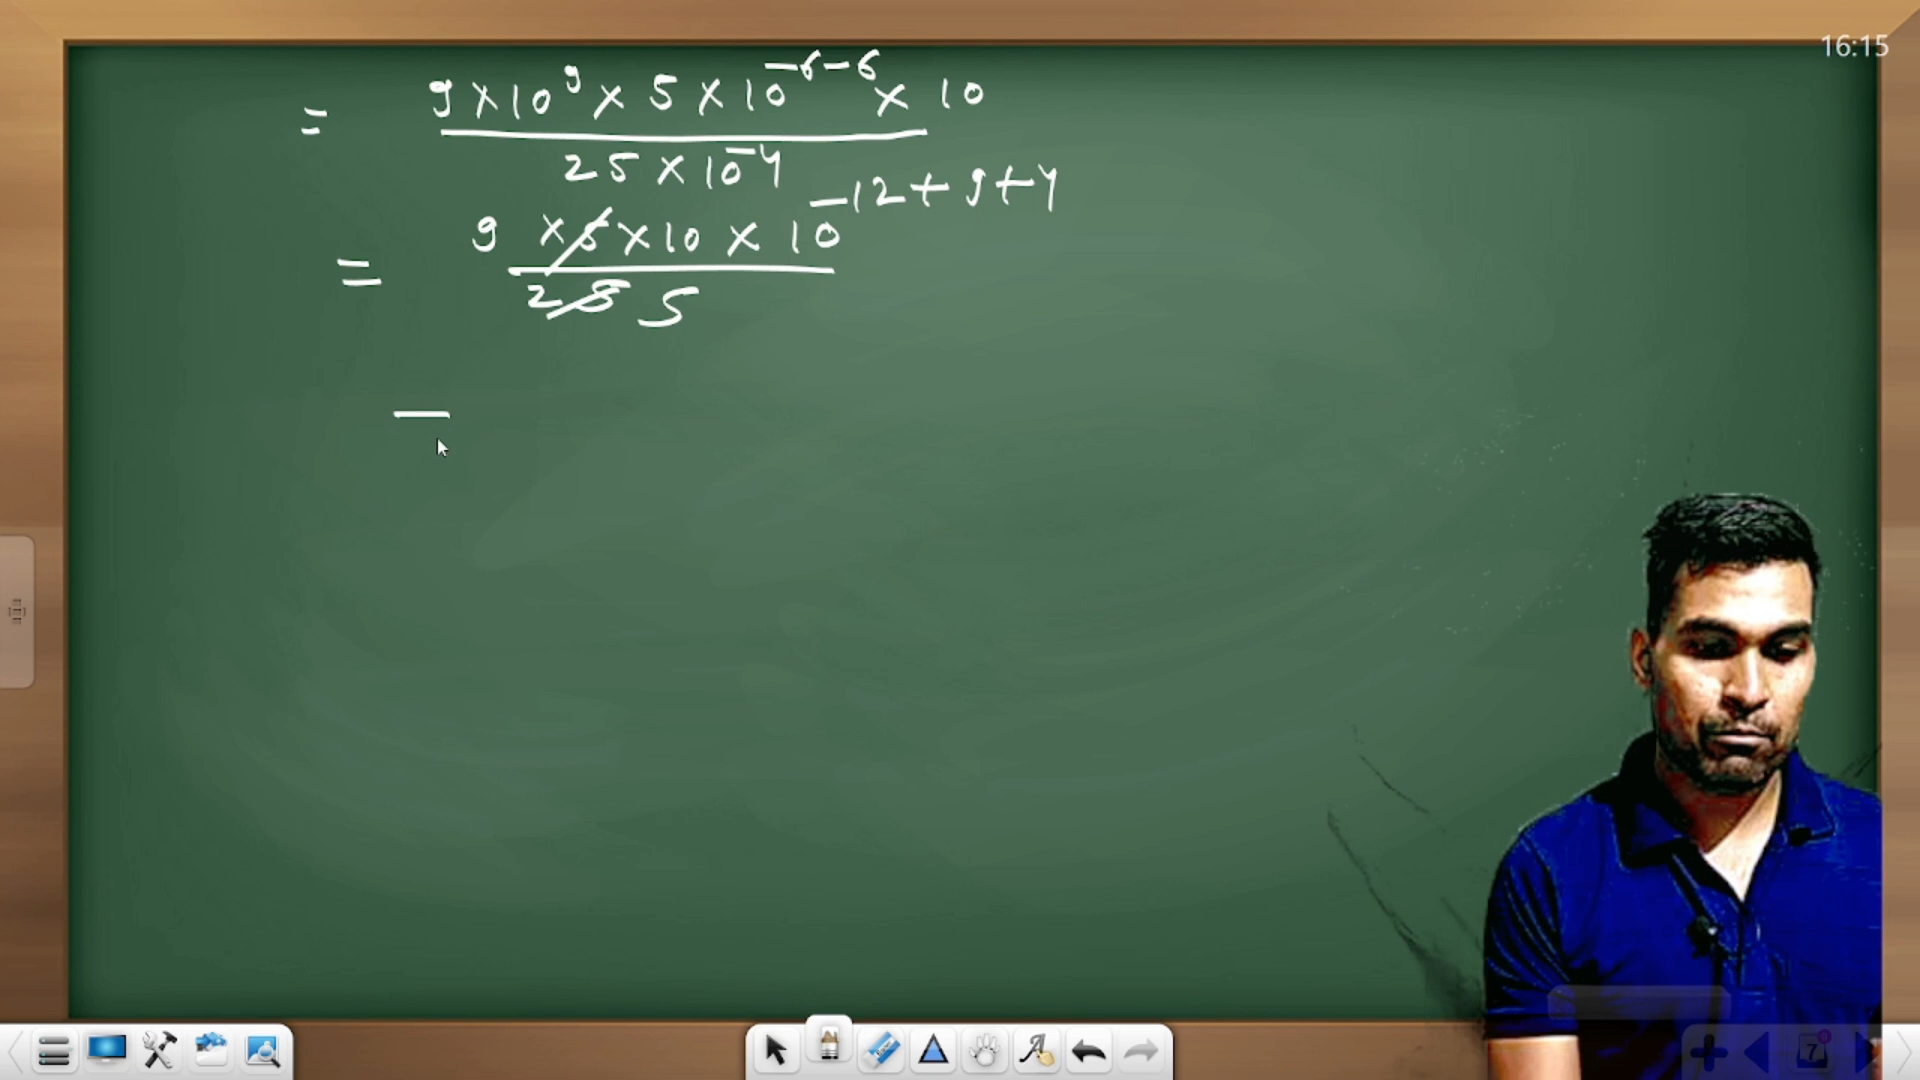 16:15
= 9 × 10⁹ × 5 × 10⁻⁶⁻⁶ × 10
25 × 10⁻⁴
= 9 × 5 × 10 × 10⁻¹²⁺⁹⁺⁴
25 5
7